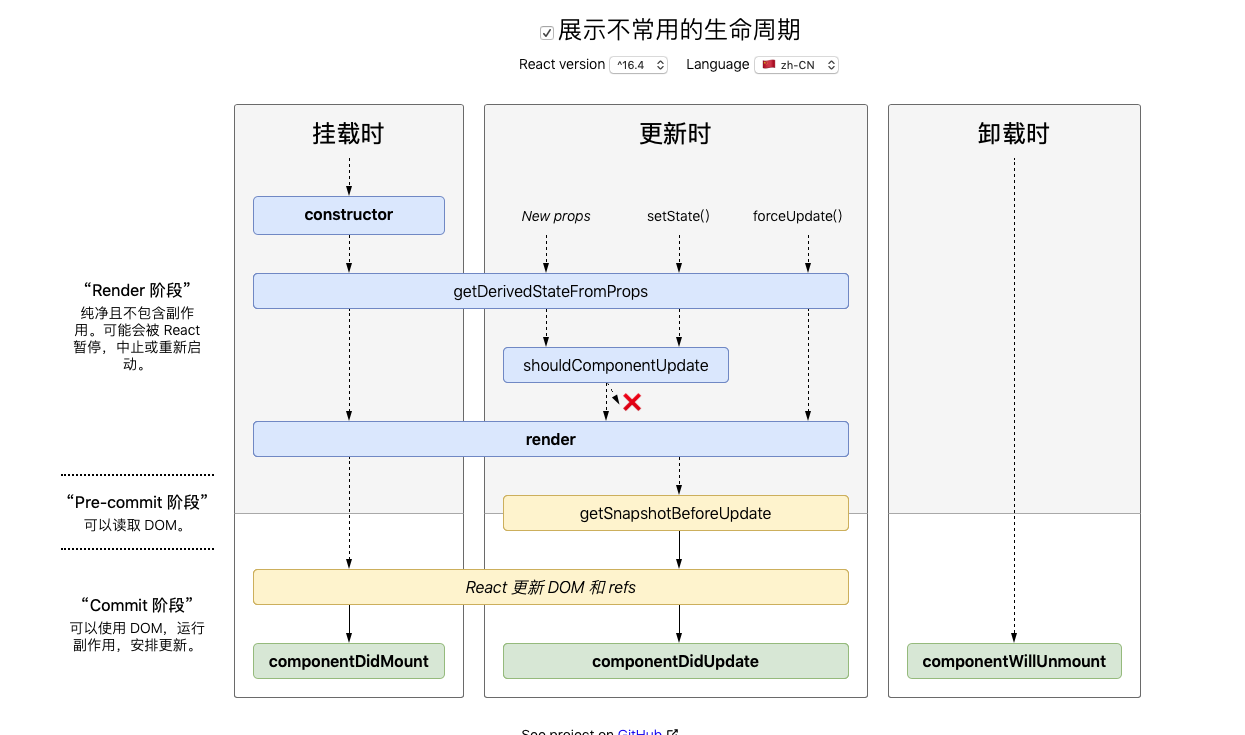 展示不常用的生命周期
React version ^16.4 Language zh-CN
挂载时
更新时
卸载时
constructor
New props
setState()
forceUpdate()
“Render 阶段”
纯净且不包含副作
用。可能会被 React
暂停，中止或重新启
动。
getDerivedStateFromProps
shouldComponentUpdate
render
“Pre-commit 阶段”
可以读取 DOM。
getSnapshotBeforeUpdate
React 更新 DOM 和 refs
“Commit 阶段”
可以使用 DOM，运行
副作用，安排更新。
componentDidMount
componentDidUpdate
componentWillUnmount
See project on GitHub